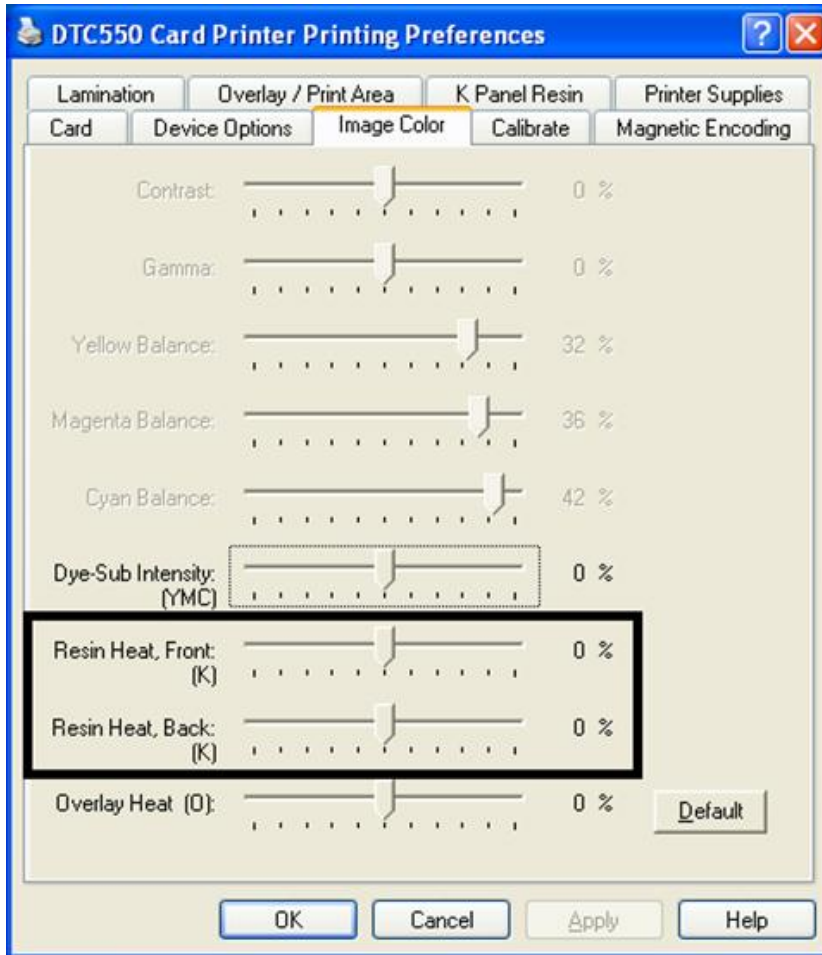 DTC550 Card Printer Printing Preferences
Lamination Overlay / Print Area K Panel Resin Printer Supplies
Card Device Options Image Color Calibrate Magnetic Encoding
Contrast: 0 %
Gamma: 0 %
Yellow Balance: 32 %
Magenta Balance: 36 %
Cyan Balance: 42 %
Dye-Sub Intensity: 0 %
(YMC)
Resin Heat, Front: 0 %
(K)
Resin Heat, Back: 0 %
(K)
Overlay Heat (O): 0 % Default
OK Cancel Apply Help